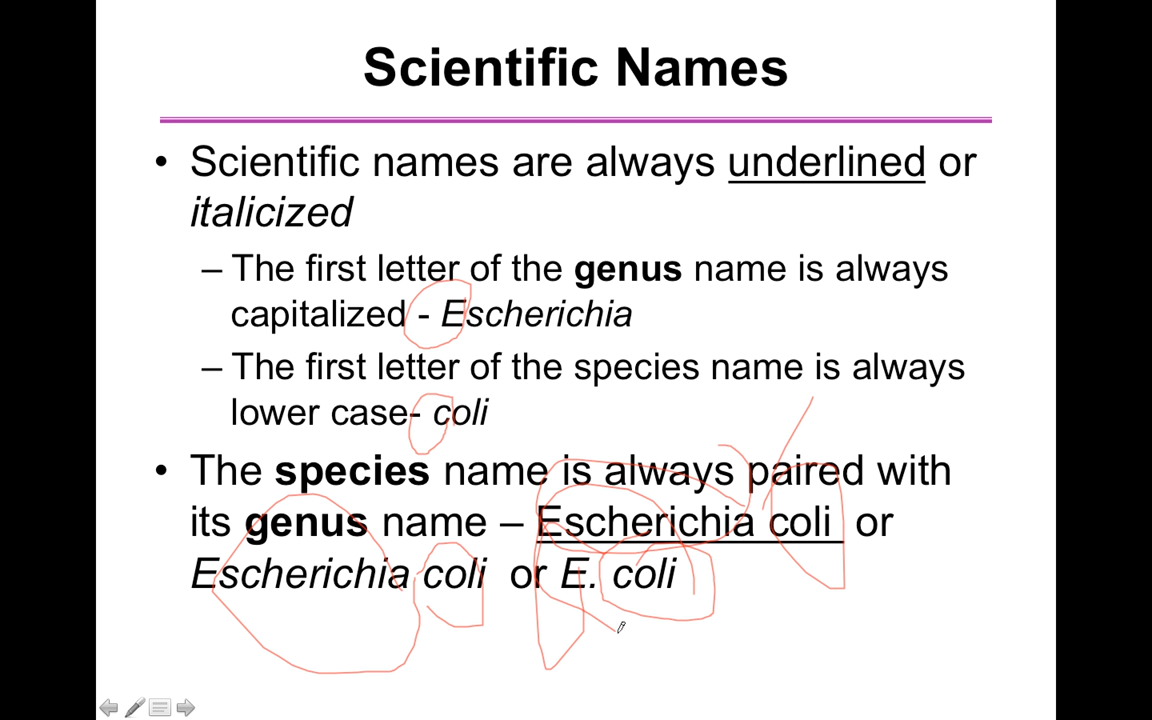 Scientific Names
• Scientific names are always underlined or
italicized
– The first letter of the genus name is always
capitalized - Escherichia
– The first letter of the species name is always
lower case- coli
• The species name is always paired with
its genus name – Escherichia coli or
Escherichia coli or E. coli